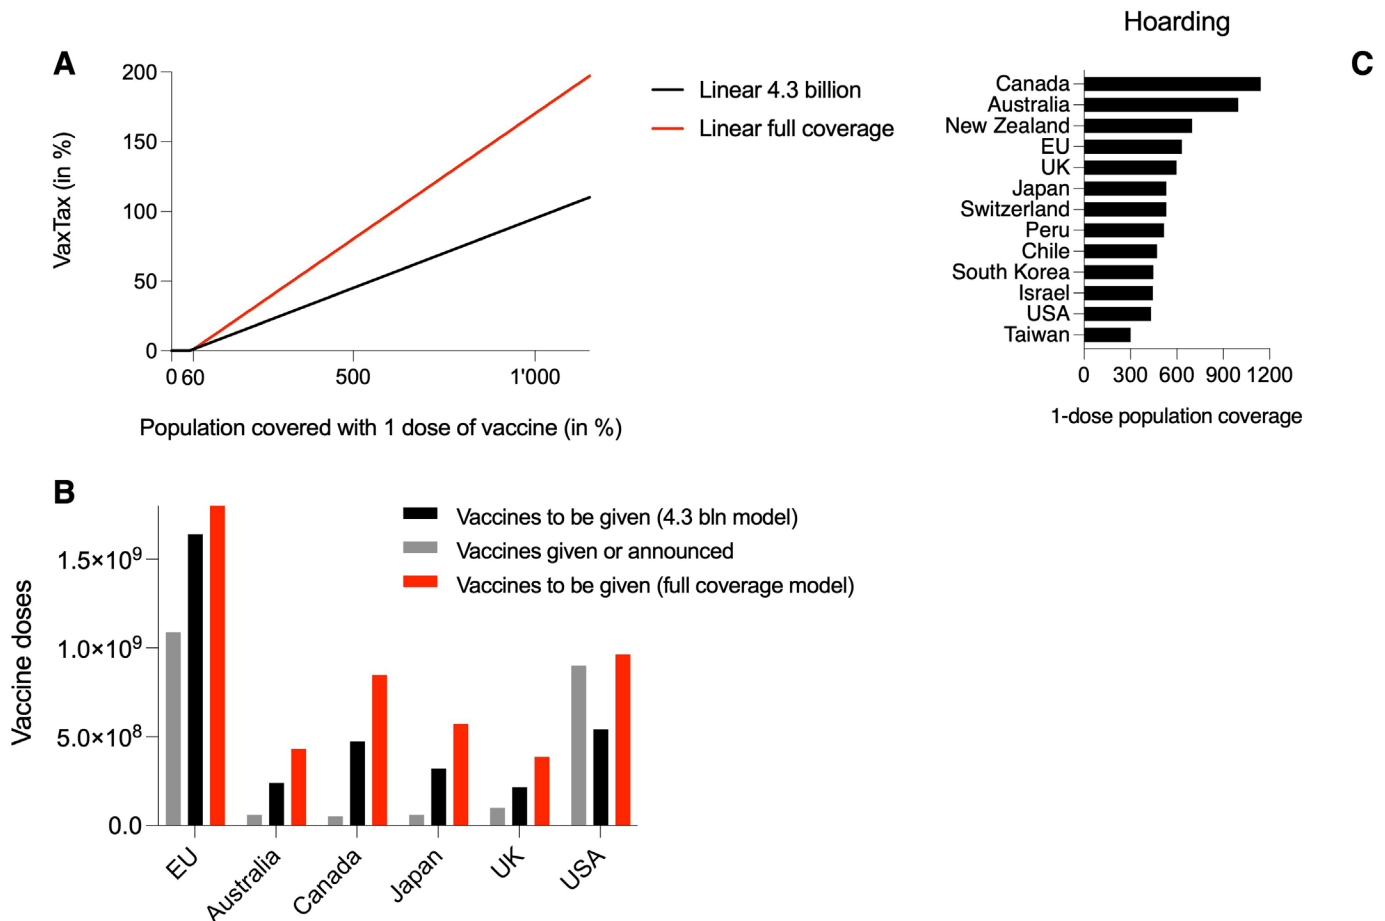 Hoarding
A
C
200
150
100
50
0
VaxTax (in %)
0 60 500 1'000
Population covered with 1 dose of vaccine (in %)
Linear 4.3 billion
Linear full coverage
Canada
Australia
New Zealand
EU
UK
Japan
Switzerland
Peru
Chile
South Korea
Israel
USA
Taiwan
0 300 600 900 1200
1-dose population coverage
B
Vaccines to be given (4.3 bln model)
Vaccines given or announced
Vaccines to be given (full coverage model)
Vaccine doses
1.5×10⁹
1.0×10⁹
5.0×10⁸
0.0
EU
Australia
Canada
Japan
UK
USA